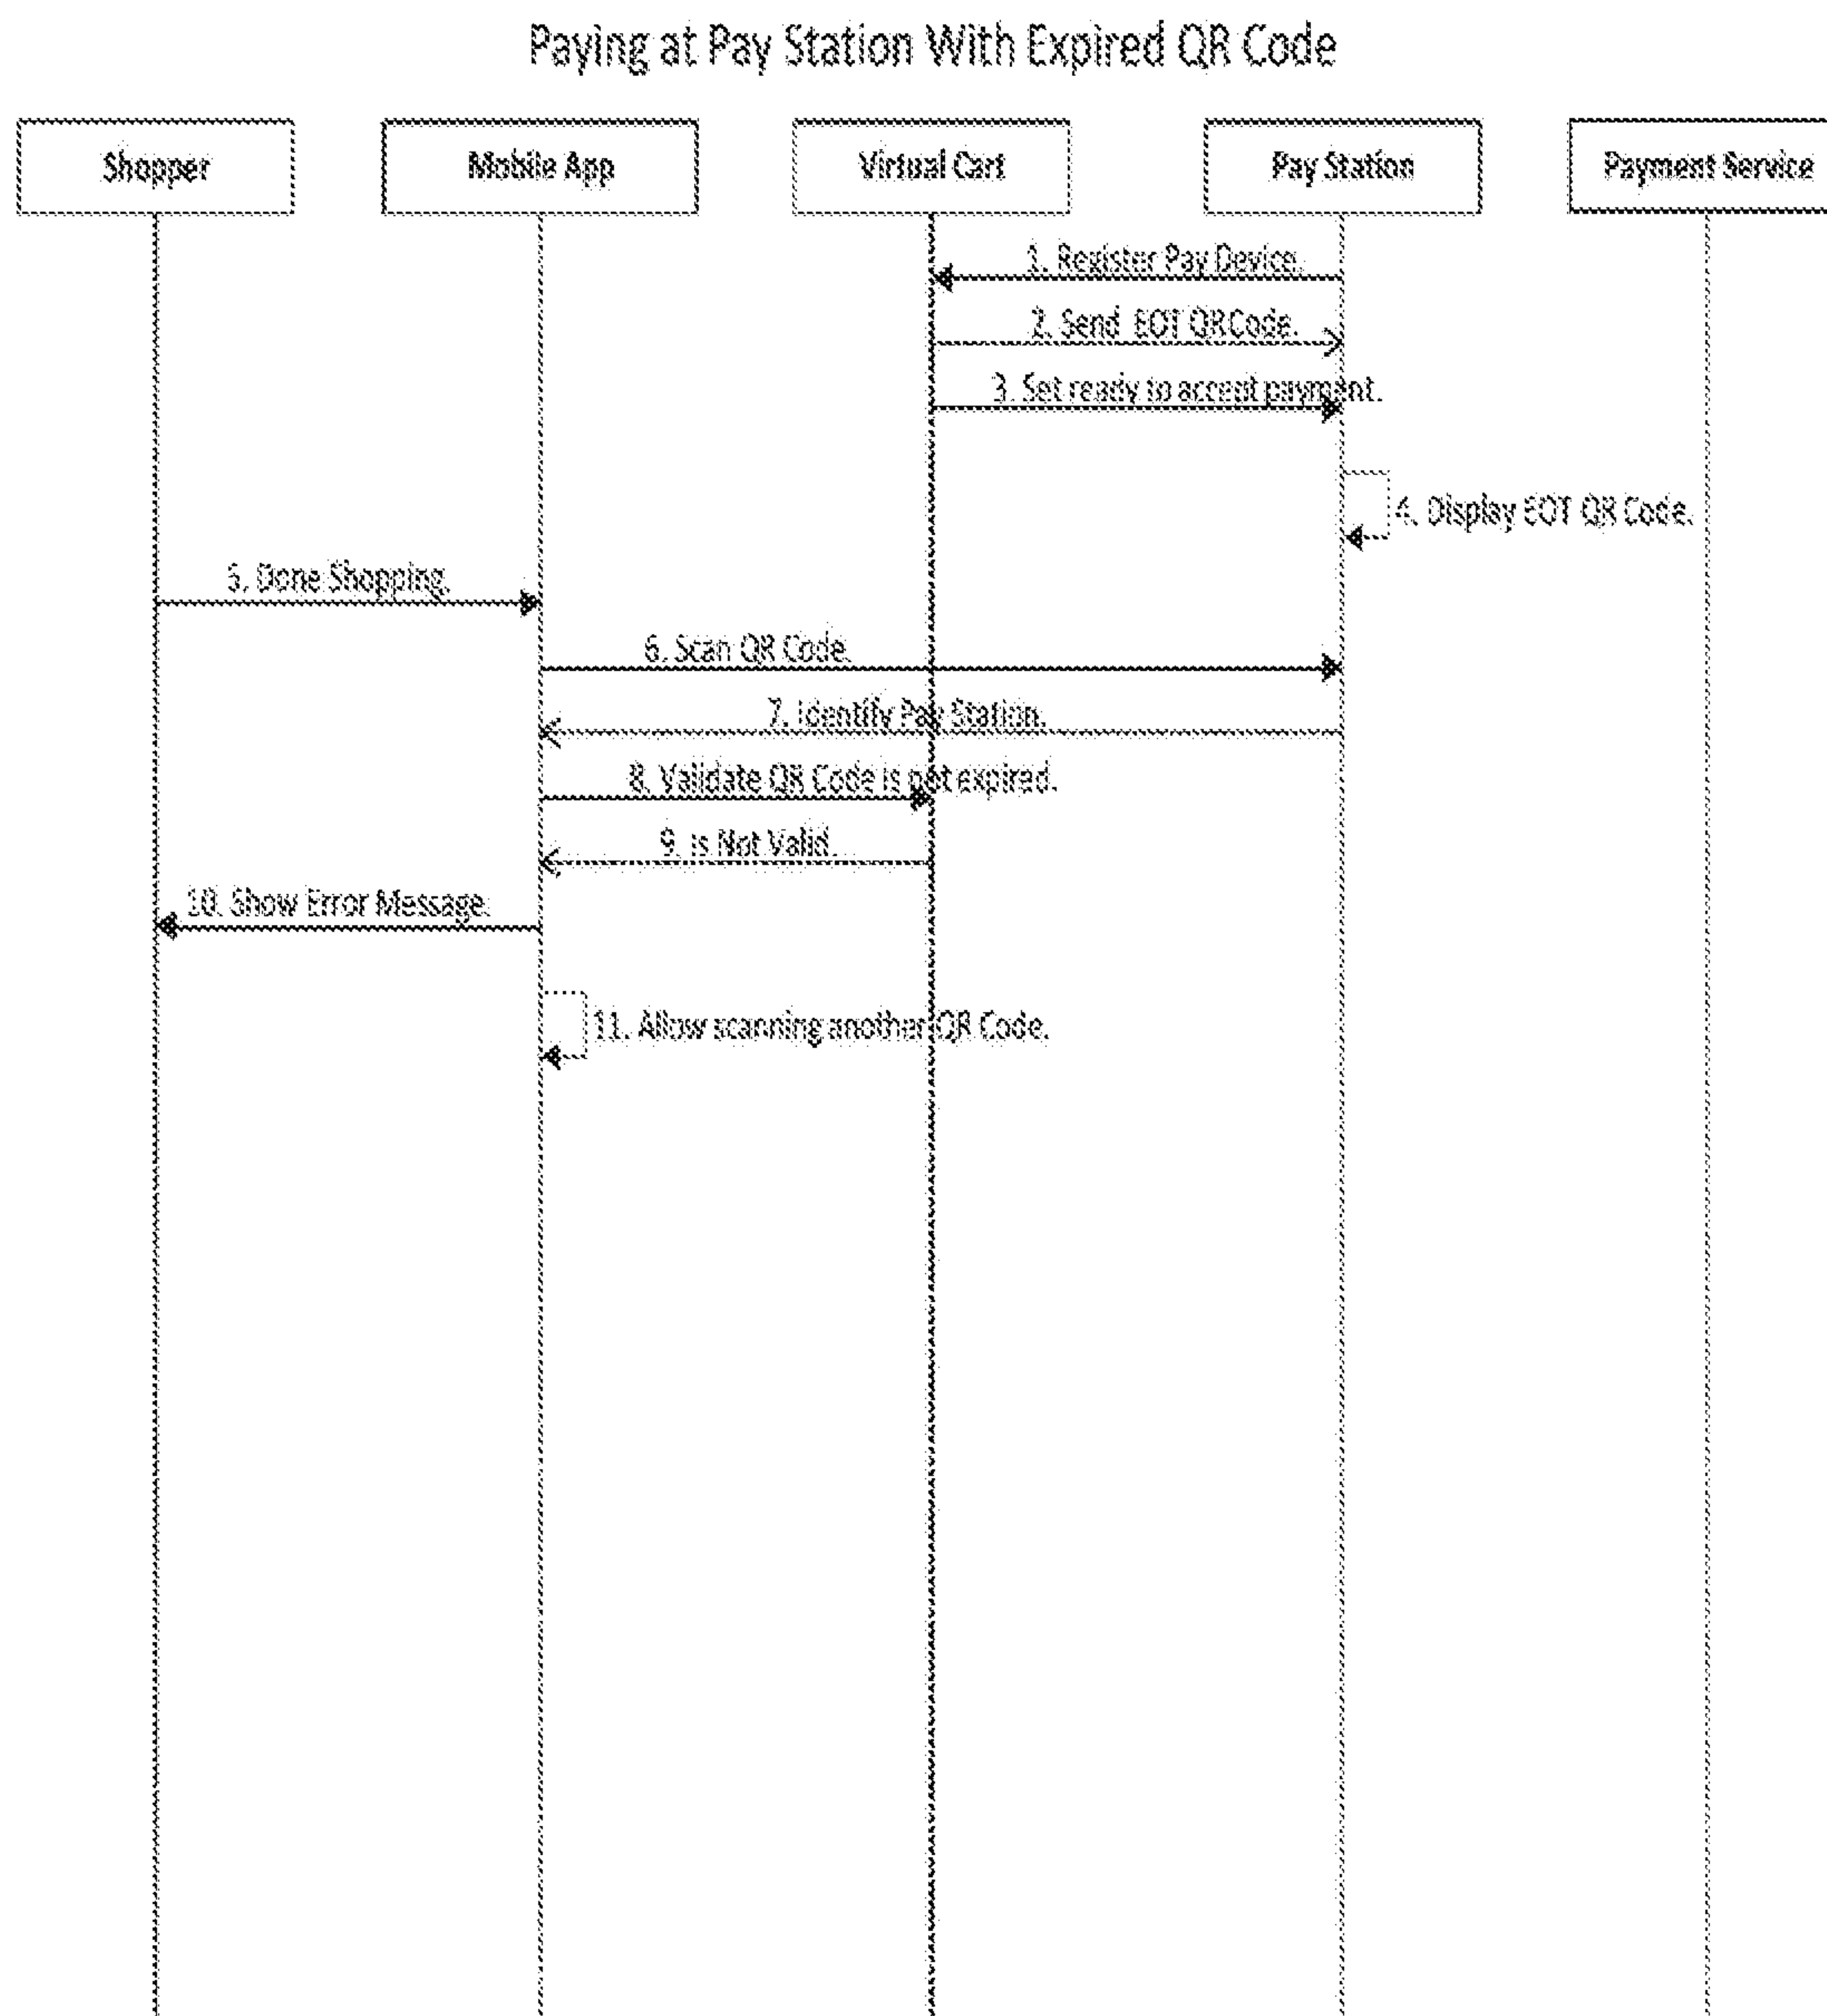 Paying at Pay Station With Expired QR Code
Shopper
Mobile App
Virtual Cart
Pay Station
Payment Service
1. Register Pay Device.
2. Send EOT QRCode.
3. Set ready to accept payment.
4. Display EOT QR Code.
5. Done Shopping.
6. Scan QR Code.
7. Identify Pay Station.
8. Validate QR Code is not expired.
9. is Not Valid.
10. Show Error Message.
11. Allow scanning another QR Code.